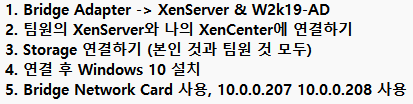 1. Bridge Adapter -> XenServer & W2k19-AD
2. 팀원의 XenServer와 나의 XenCenter에 연결하기
3. Storage 연결하기 (본인 것과 팀원 것 모두)
4. 연결 후 Windows 10 설치
5. Bridge Network Card 사용, 10.0.0.207 10.0.0.208 사용